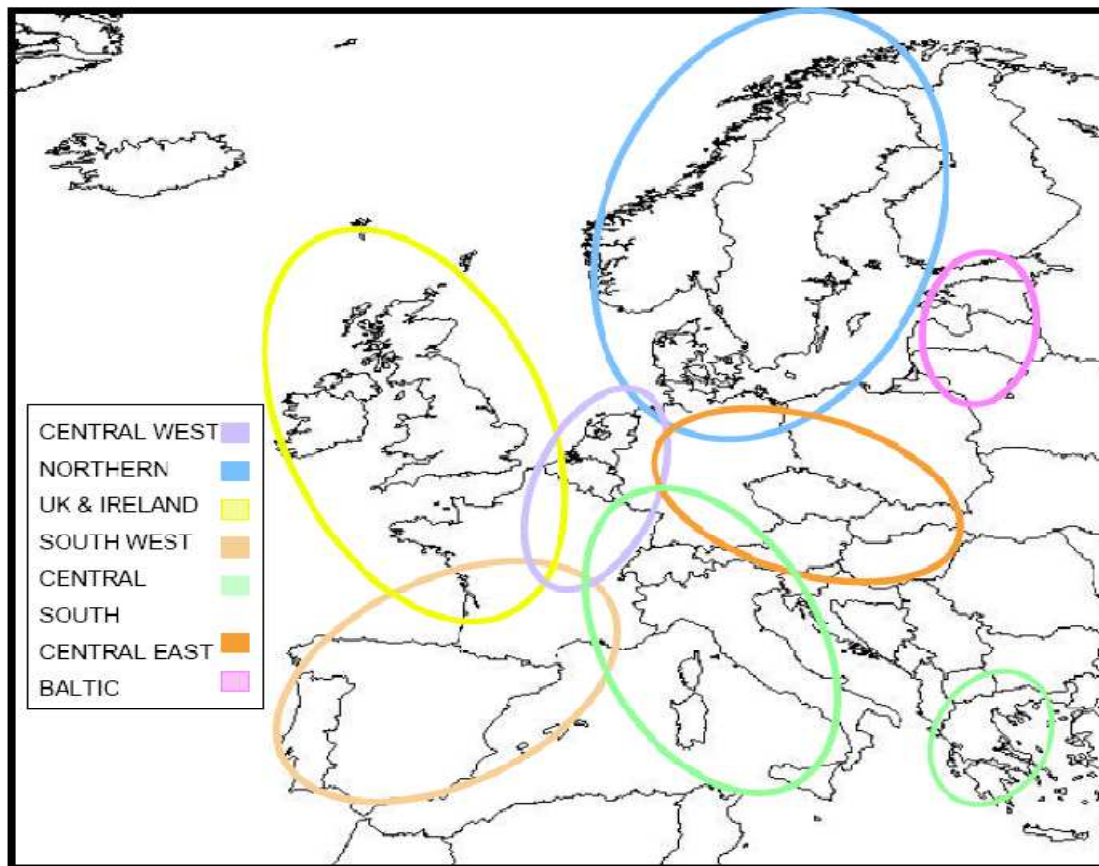 CENTRAL WEST
NORTHERN
UK & IRELAND
SOUTH WEST
CENTRAL
SOUTH
CENTRAL EAST
BALTIC